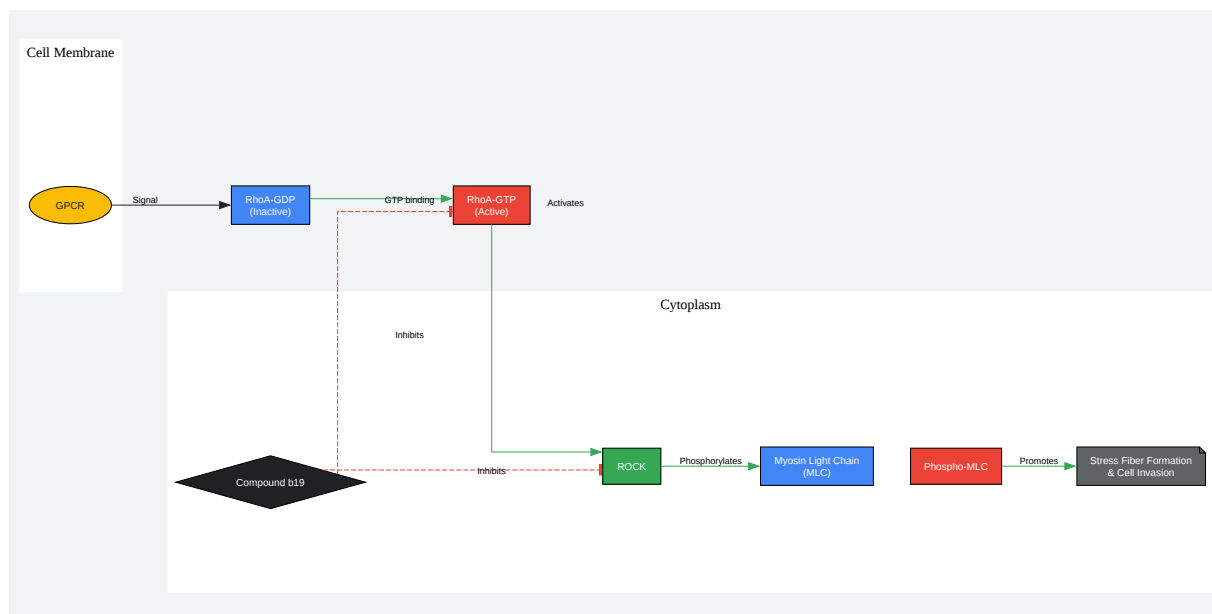 Cell Membrane
GPCR
Signal
RhoA-GDP
(Inactive)
GTP binding
RhoA-GTP
(Active)
Activates
Cytoplasm
Inhibits
Compound b19
Inhibits
ROCK
Phosphorylates
Myosin Light Chain
(MLC)
Phospho-MLC
Promotes
Stress Fiber Formation
& Cell Invasion